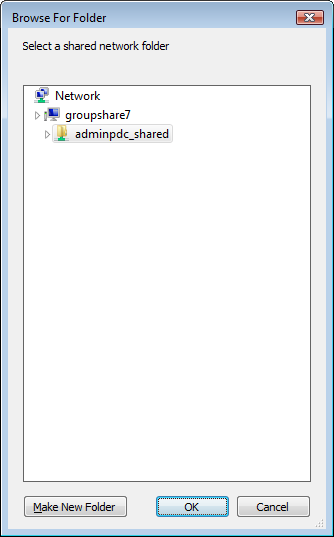 Browse For Folder
Select a shared network folder
Network
groupshare7
adminpdc_shared
Make New Folder
OK
Cancel